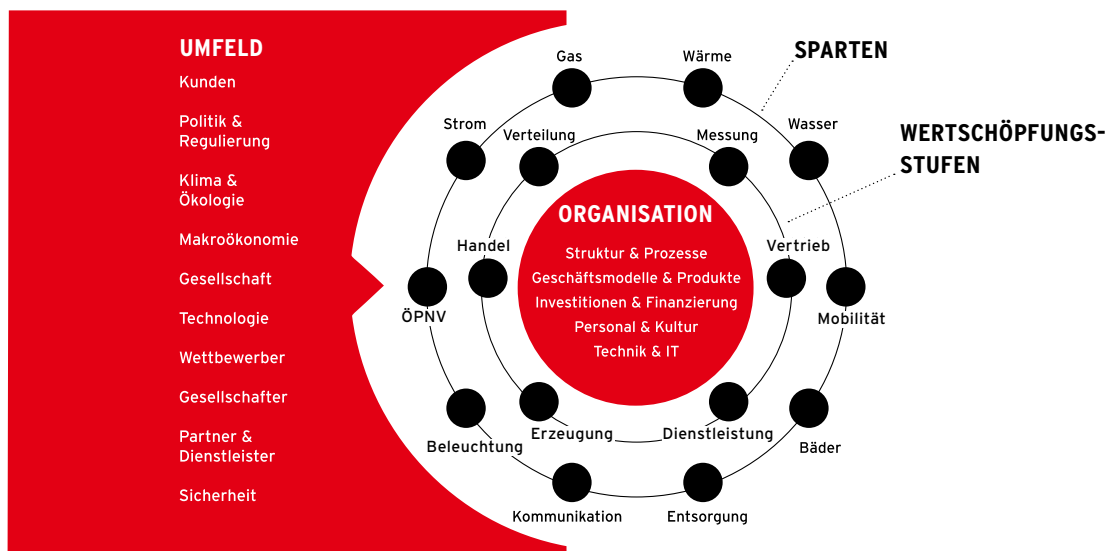 UMFELD
Kunden
Politik &
Regulierung
Klima &
Ökologie
Makroökonomie
Gesellschaft
Technologie
Wettbewerber
Gesellschafter
Partner &
Dienstleister
Sicherheit
SPARTEN
Gas
Wärme
Strom
Wasser
ÖPNV
Mobilität
Beleuchtung
Bäder
Kommunikation
Entsorgung
WERTSCHÖPFUNGS-
STUFEN
Verteilung
Messung
Handel
Vertrieb
Erzeugung
Dienstleistung
ORGANISATION
Struktur & Prozesse
Geschäftsmodelle & Produkte
Investitionen & Finanzierung
Personal & Kultur
Technik & IT